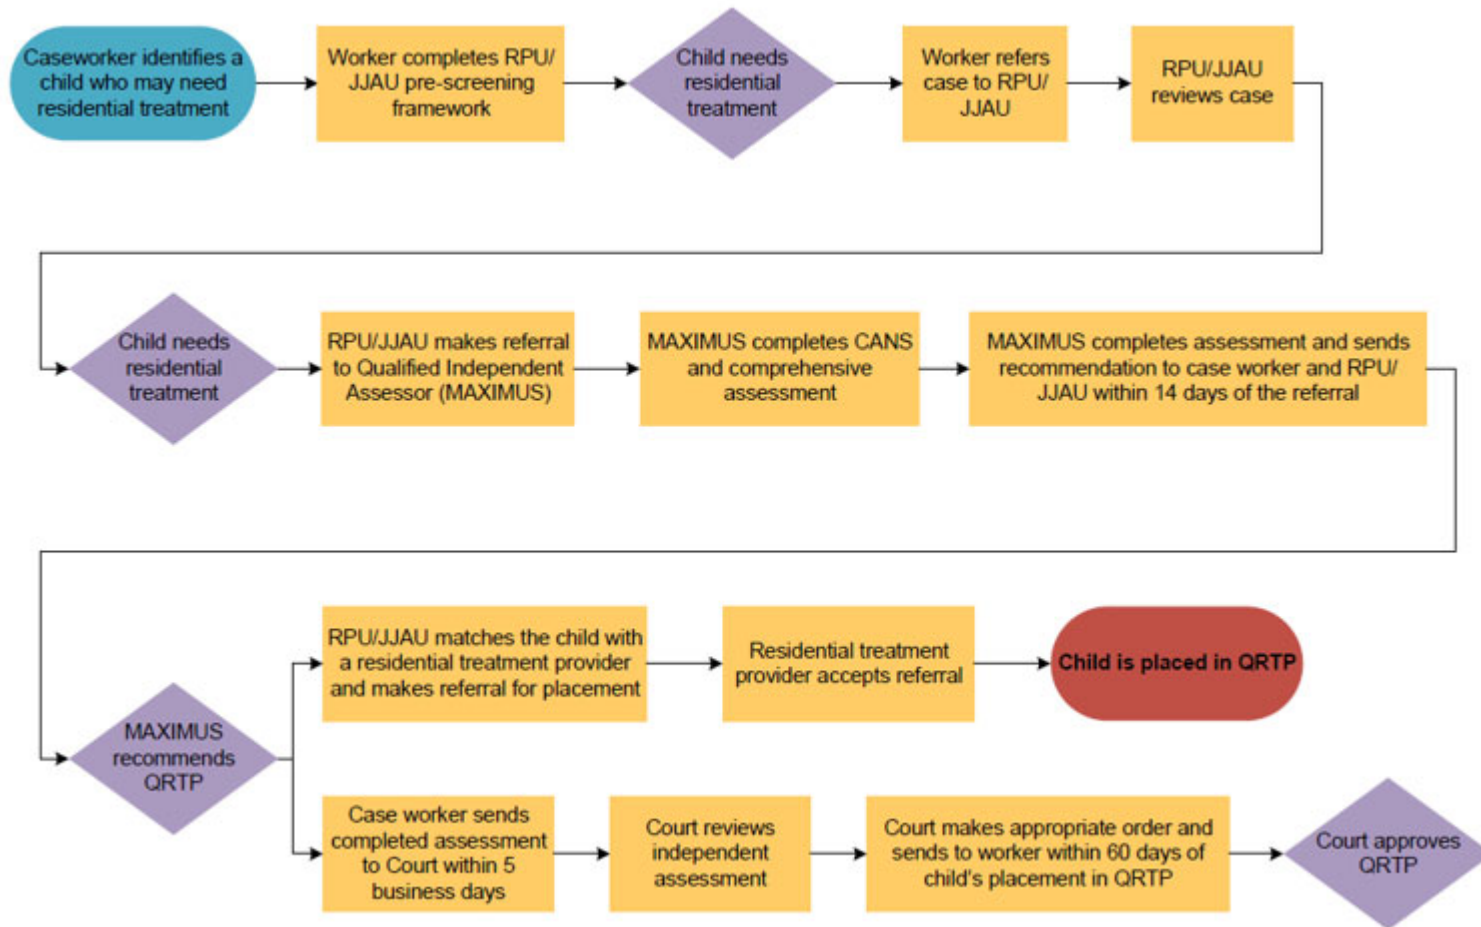 Caseworker identifies a
child who may need
residential treatment
Worker completes RPU/
JJAU pre-screening
framework
Child needs
residential
treatment
Worker refers
case to RPU/
JJAU
RPU/JJAU
reviews case
Child needs
residential
treatment
RPU/JJAU makes referral
to Qualified Independent
Assessor (MAXIMUS)
MAXIMUS completes CANS
and comprehensive
assessment
MAXIMUS completes assessment and sends
recommendation to case worker and RPU/
JJAU within 14 days of the referral
MAXIMUS
recommends
QRTP
RPU/JJAU matches the child with
a residential treatment provider
and makes referral for placement
Residential treatment
provider accepts referral
Child is placed in QRTP
Case worker sends
completed assessment
to Court within 5
business days
Court reviews
independent
assessment
Court makes appropriate order and
sends to worker within 60 days of
child's placement in QRTP
Court approves
QRTP